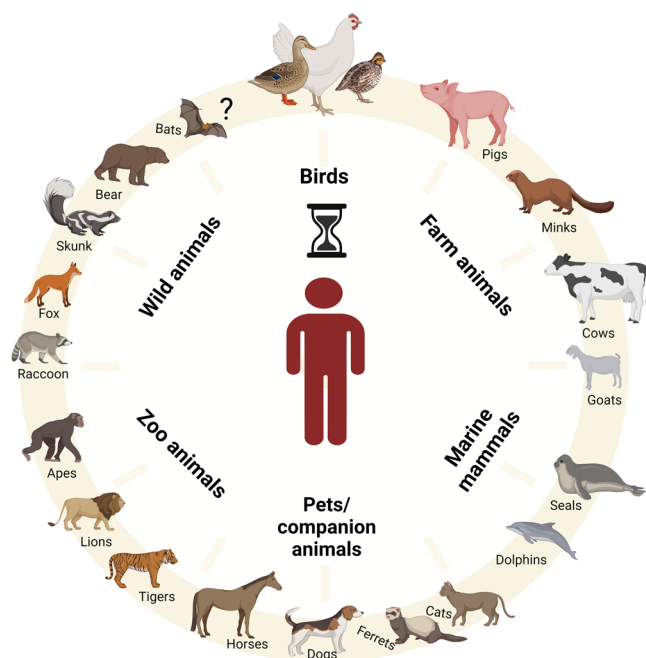 ?
Bats
Bear
Skunk
Fox
Raccoon
Apes
Lions
Tigers
Horses
Dogs
Ferrets
Cats
Dolphins
Seals
Goats
Cows
Minks
Pigs
Birds
Farm animals
Marine
mammals
Pets/
companion
animals
Zoo animals
Wild animals